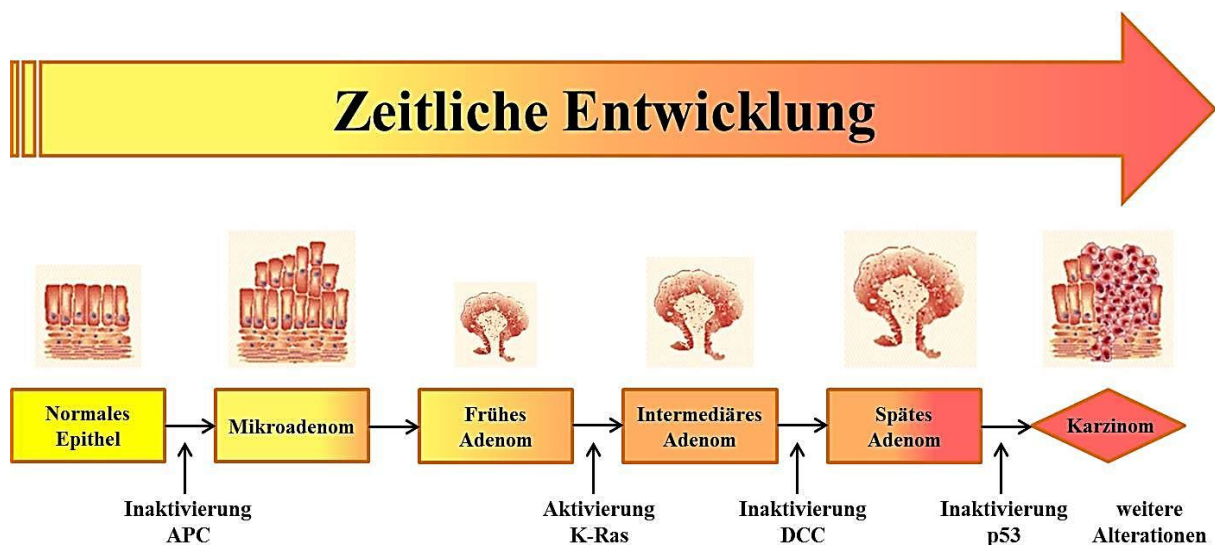 Zeitliche Entwicklung
Normales
Epithel
Mikroadenom
Frühes
Adenom
Intermediäres
Adenom
Spätes
Adenom
Karzinom
Inaktivierung
APC
Aktivierung
K-Ras
Inaktivierung
DCC
Inaktivierung
p53
weitere
Alterationen